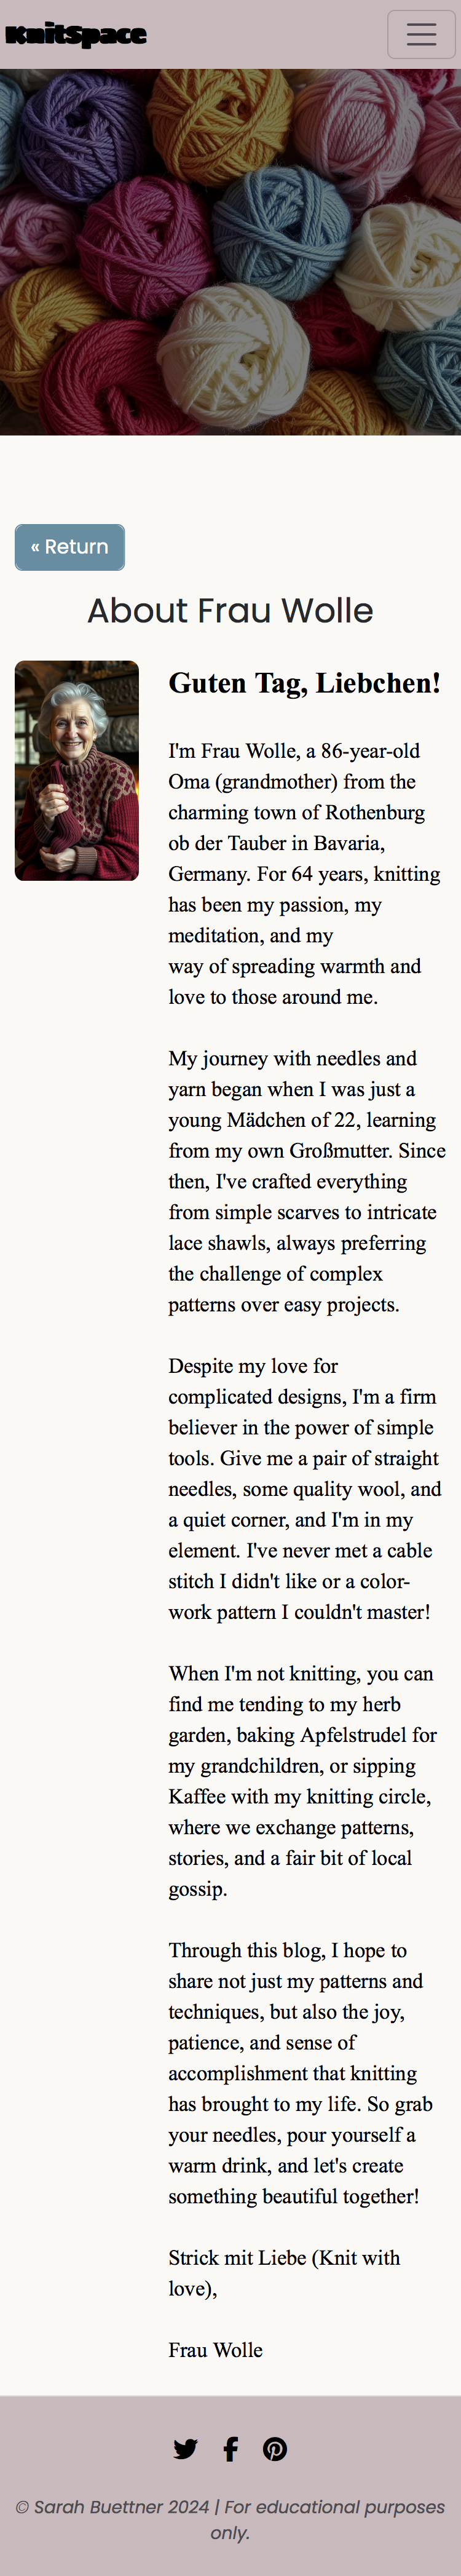 KnitSpace
« Return
About Frau Wolle
Guten Tag, Liebchen!
I'm Frau Wolle, a 86-year-old
Oma (grandmother) from the
charming town of Rothenburg
ob der Tauber in Bavaria,
Germany. For 64 years, knitting
has been my passion, my
meditation, and my
way of spreading warmth and
love to those around me.
My journey with needles and
yarn began when I was just a
young Mädchen of 22, learning
from my own Großmutter. Since
then, I've crafted everything
from simple scarves to intricate
lace shawls, always preferring
the challenge of complex
patterns over easy projects.
Despite my love for
complicated designs, I'm a firm
believer in the power of simple
tools. Give me a pair of straight
needles, some quality wool, and
a quiet corner, and I'm in my
element. I've never met a cable
stitch I didn't like or a color-
work pattern I couldn't master!
When I'm not knitting, you can
find me tending to my herb
garden, baking Apfelstrudel for
my grandchildren, or sipping
Kaffee with my knitting circle,
where we exchange patterns,
stories, and a fair bit of local
gossip.
Through this blog, I hope to
share not just my patterns and
techniques, but also the joy,
patience, and sense of
accomplishment that knitting
has brought to my life. So grab
your needles, pour yourself a
warm drink, and let's create
something beautiful together!
Strick mit Liebe (Knit with
love),
Frau Wolle
© Sarah Buettner 2024 | For educational purposes
only.